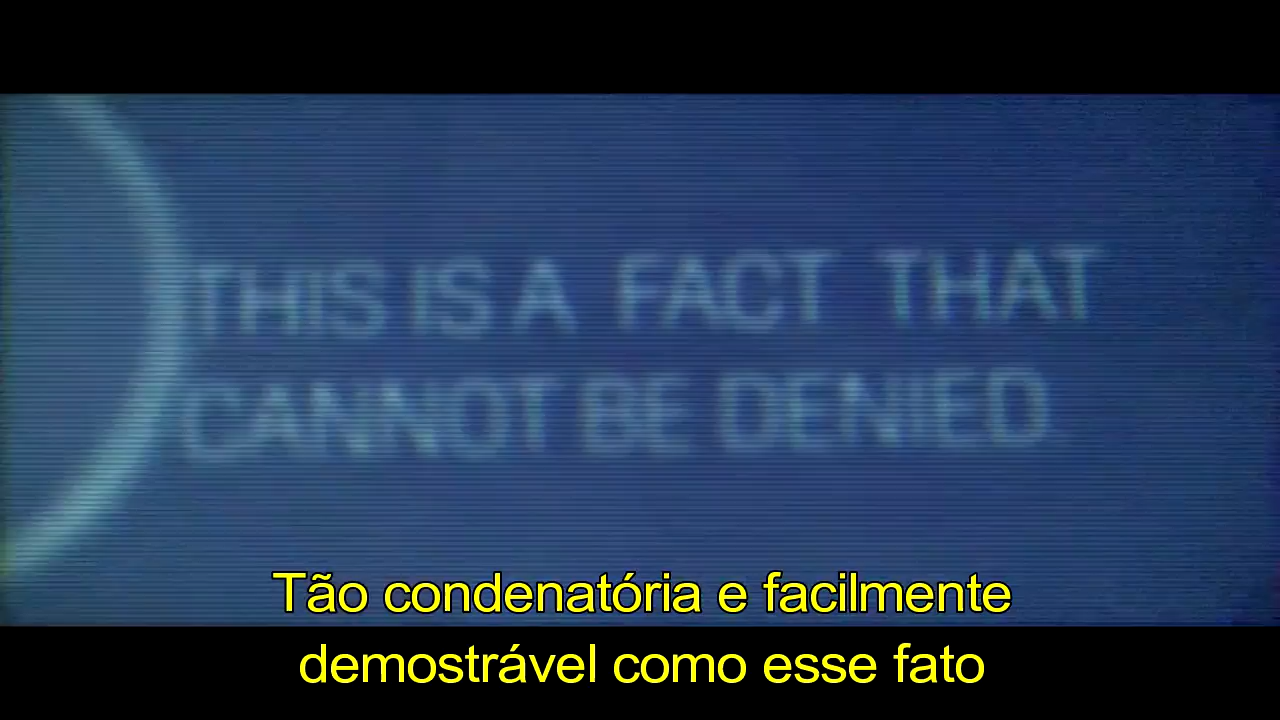 THIS IS A FACT THAT
CANNOT BE DENIED.
Tão condenatória e facilmente
demostrável como esse fato